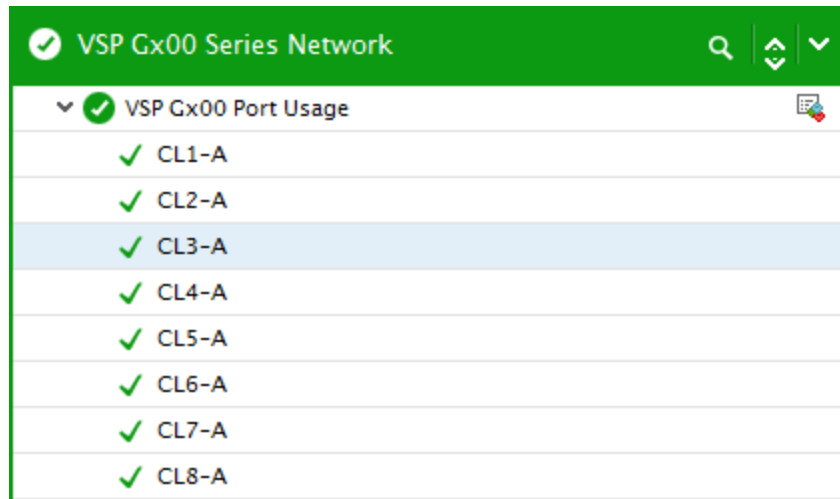 VSP Gx00 Series Network
VSP Gx00 Port Usage
CL1-A
CL2-A
CL3-A
CL4-A
CL5-A
CL6-A
CL7-A
CL8-A